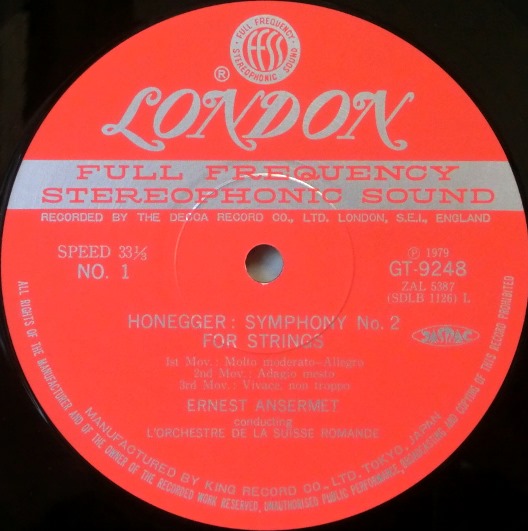 FULL FREQUENCY
FFSS
STEREOPHONIC SOUND
®
LONDON
FULL FREQUENCY
STEREOPHONIC SOUND
RECORDED BY THE DECCA RECORD CO., LTD. LONDON, S.E.I., ENGLAND
SPEED 33⅓
NO. 1
Ⓟ 1979
GT-9248
ZAL 5387
(SDLB 1126) L
HONEGGER : SYMPHONY No. 2
FOR STRINGS
1st Mov. : Molto moderato-Allegro
2nd Mov. : Adagio mesto
3rd Mov. : Vivace, non troppo
ERNEST ANSERMET
conducting
L'ORCHESTRE DE LA SUISSE ROMANDE
MANUFACTURED BY KING RECORD CO., LTD, TOKYO, JAPAN
ALL RIGHTS OF THE MANUFACTURER AND OF THE OWNER OF THE RECORDED WORK RESERVED, UNAUTHORISED PUBLIC PERFORMANCE, BROADCASTING AND COPYING OF THIS RECORD PROHIBITED